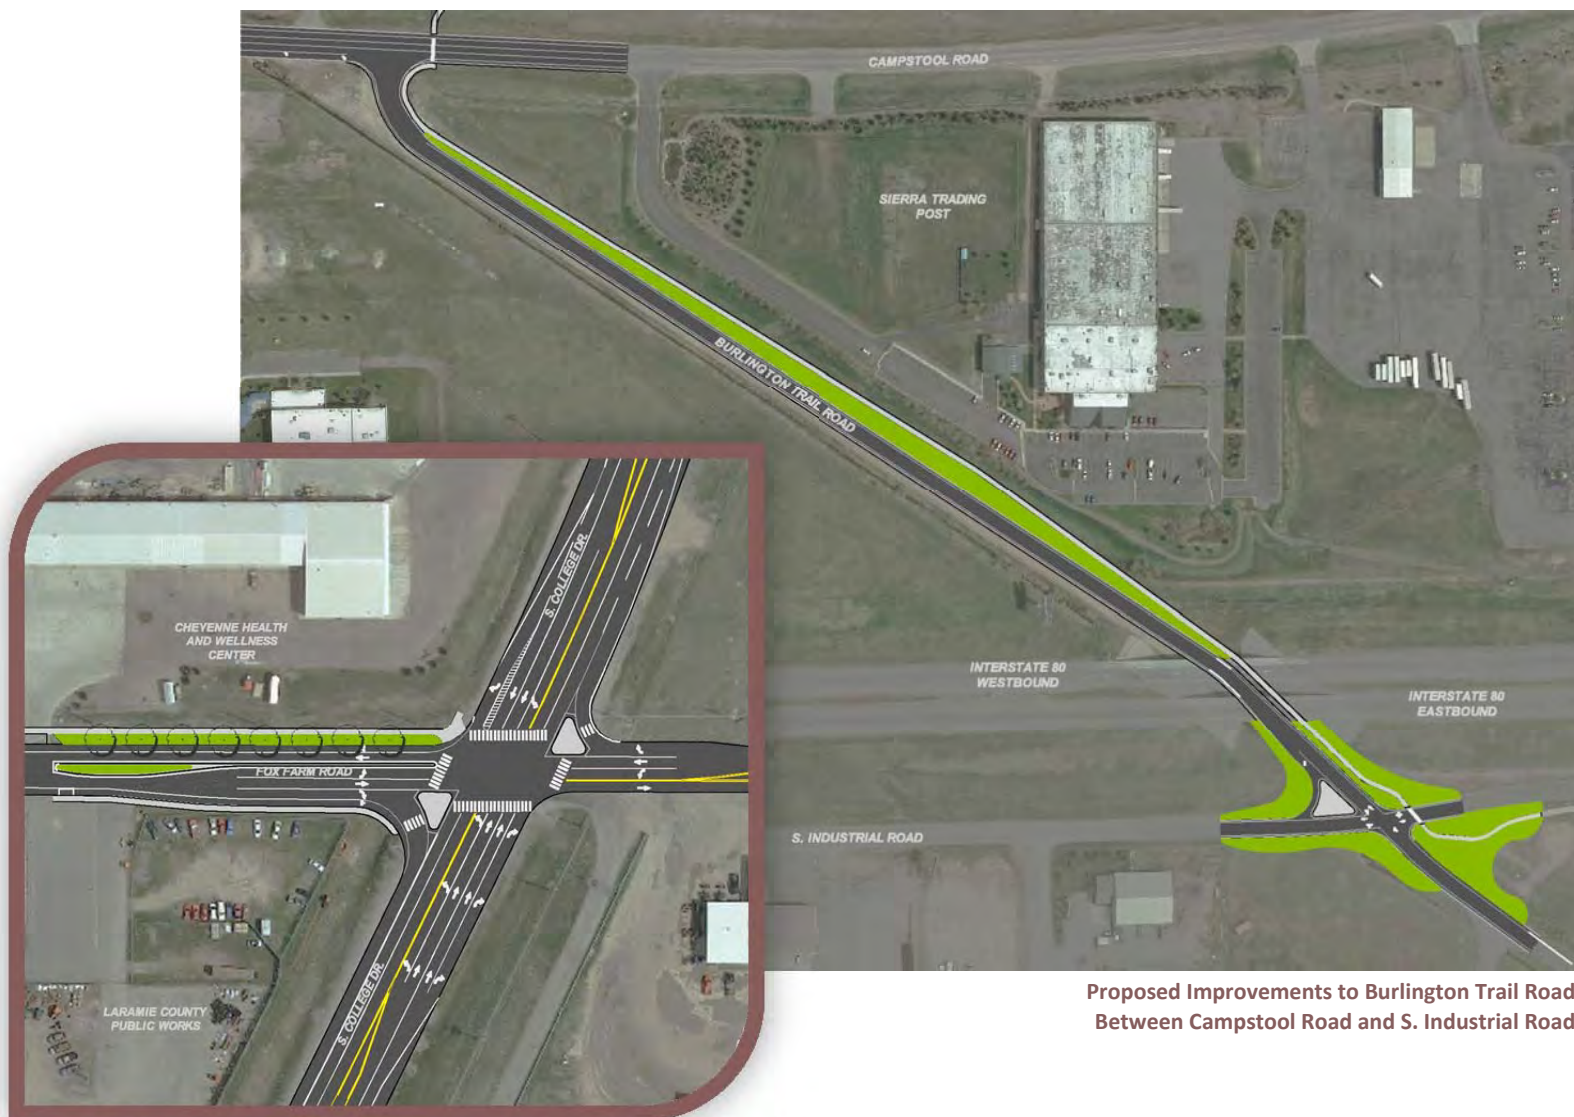 CAMPSTOOL ROAD
SIERRA TRADING
POST
BURLINGTON TRAIL ROAD
INTERSTATE 80
WESTBOUND
INTERSTATE 80
EASTBOUND
S. INDUSTRIAL ROAD
S. COLLEGE DR.
CHEYENNE HEALTH
AND WELLNESS
CENTER
FOX FARM ROAD
S. COLLEGE DR.
LARAMIE COUNTY
PUBLIC WORKS
Proposed Improvements to Burlington Trail Road
Between Campstool Road and S. Industrial Road